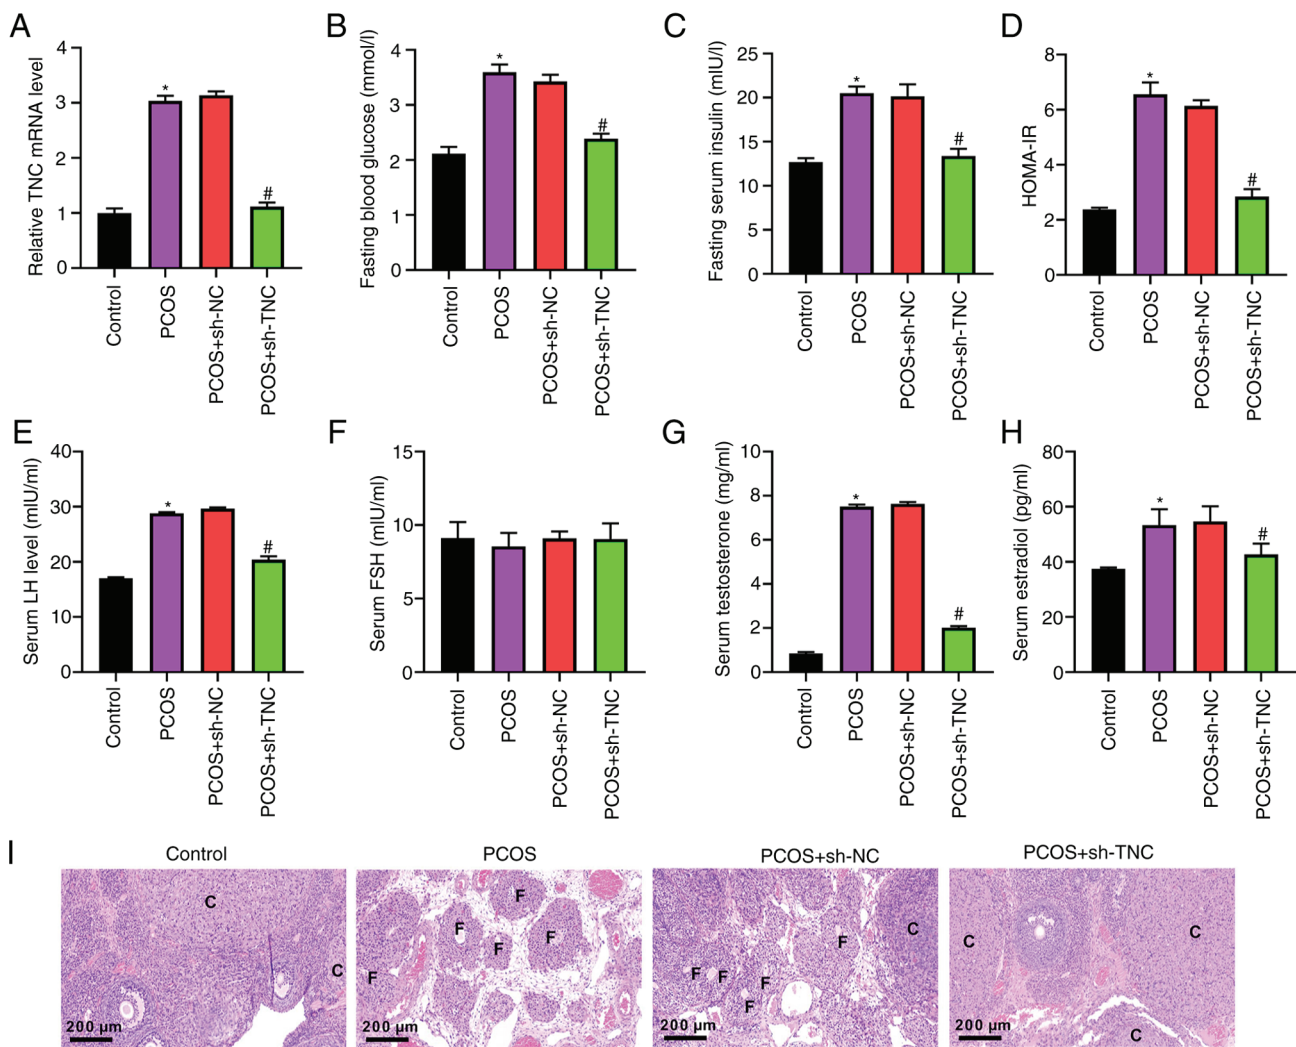 A
Relative TNC mRNA level
4
3
2
1
0
*
#
Control
PCOS
PCOS+sh-NC
PCOS+sh-TNC
B
Fasting blood glucose (mmol/l)
4
3
2
1
0
*
#
Control
PCOS
PCOS+sh-NC
PCOS+sh-TNC
C
Fasting serum insulin (mIU/l)
25
20
15
10
5
0
*
#
Control
PCOS
PCOS+sh-NC
PCOS+sh-TNC
D
HOMA-IR
8
6
4
2
0
*
#
Control
PCOS
PCOS+sh-NC
PCOS+sh-TNC
E
Serum LH level (mIU/ml)
40
30
20
10
0
*
#
Control
PCOS
PCOS+sh-NC
PCOS+sh-TNC
F
Serum FSH (mIU/ml)
15
10
5
0
Control
PCOS
PCOS+sh-NC
PCOS+sh-TNC
G
Serum testosterone (mg/ml)
10
8
6
4
2
0
*
#
Control
PCOS
PCOS+sh-NC
PCOS+sh-TNC
H
Serum estradiol (pg/ml)
80
60
40
20
0
*
#
Control
PCOS
PCOS+sh-NC
PCOS+sh-TNC
I
Control
C
C
200 µm
PCOS
F
F
F
F
F
200 µm
PCOS+sh-NC
C
F
F
F
F
F
200 µm
PCOS+sh-TNC
C
C
C
200 µm